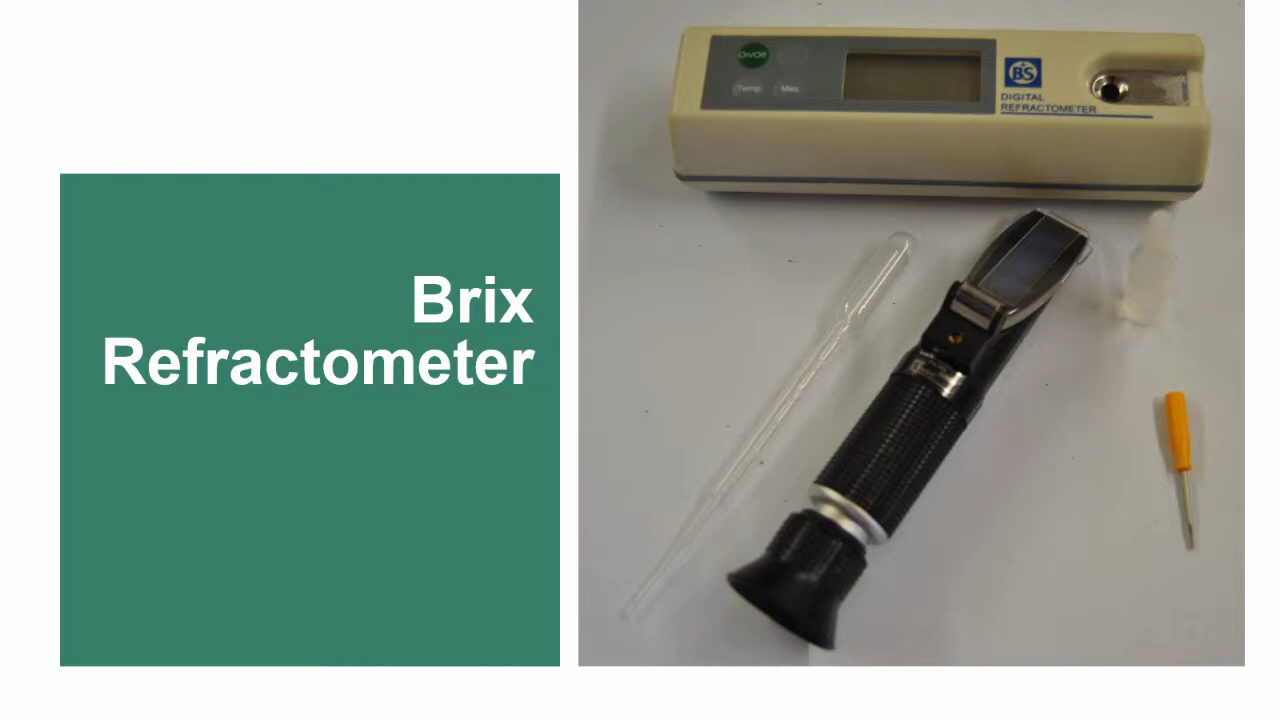 Brix
Refractometer
On/Off
Temp Mes
BS
DIGITAL
REFRACTOMETER